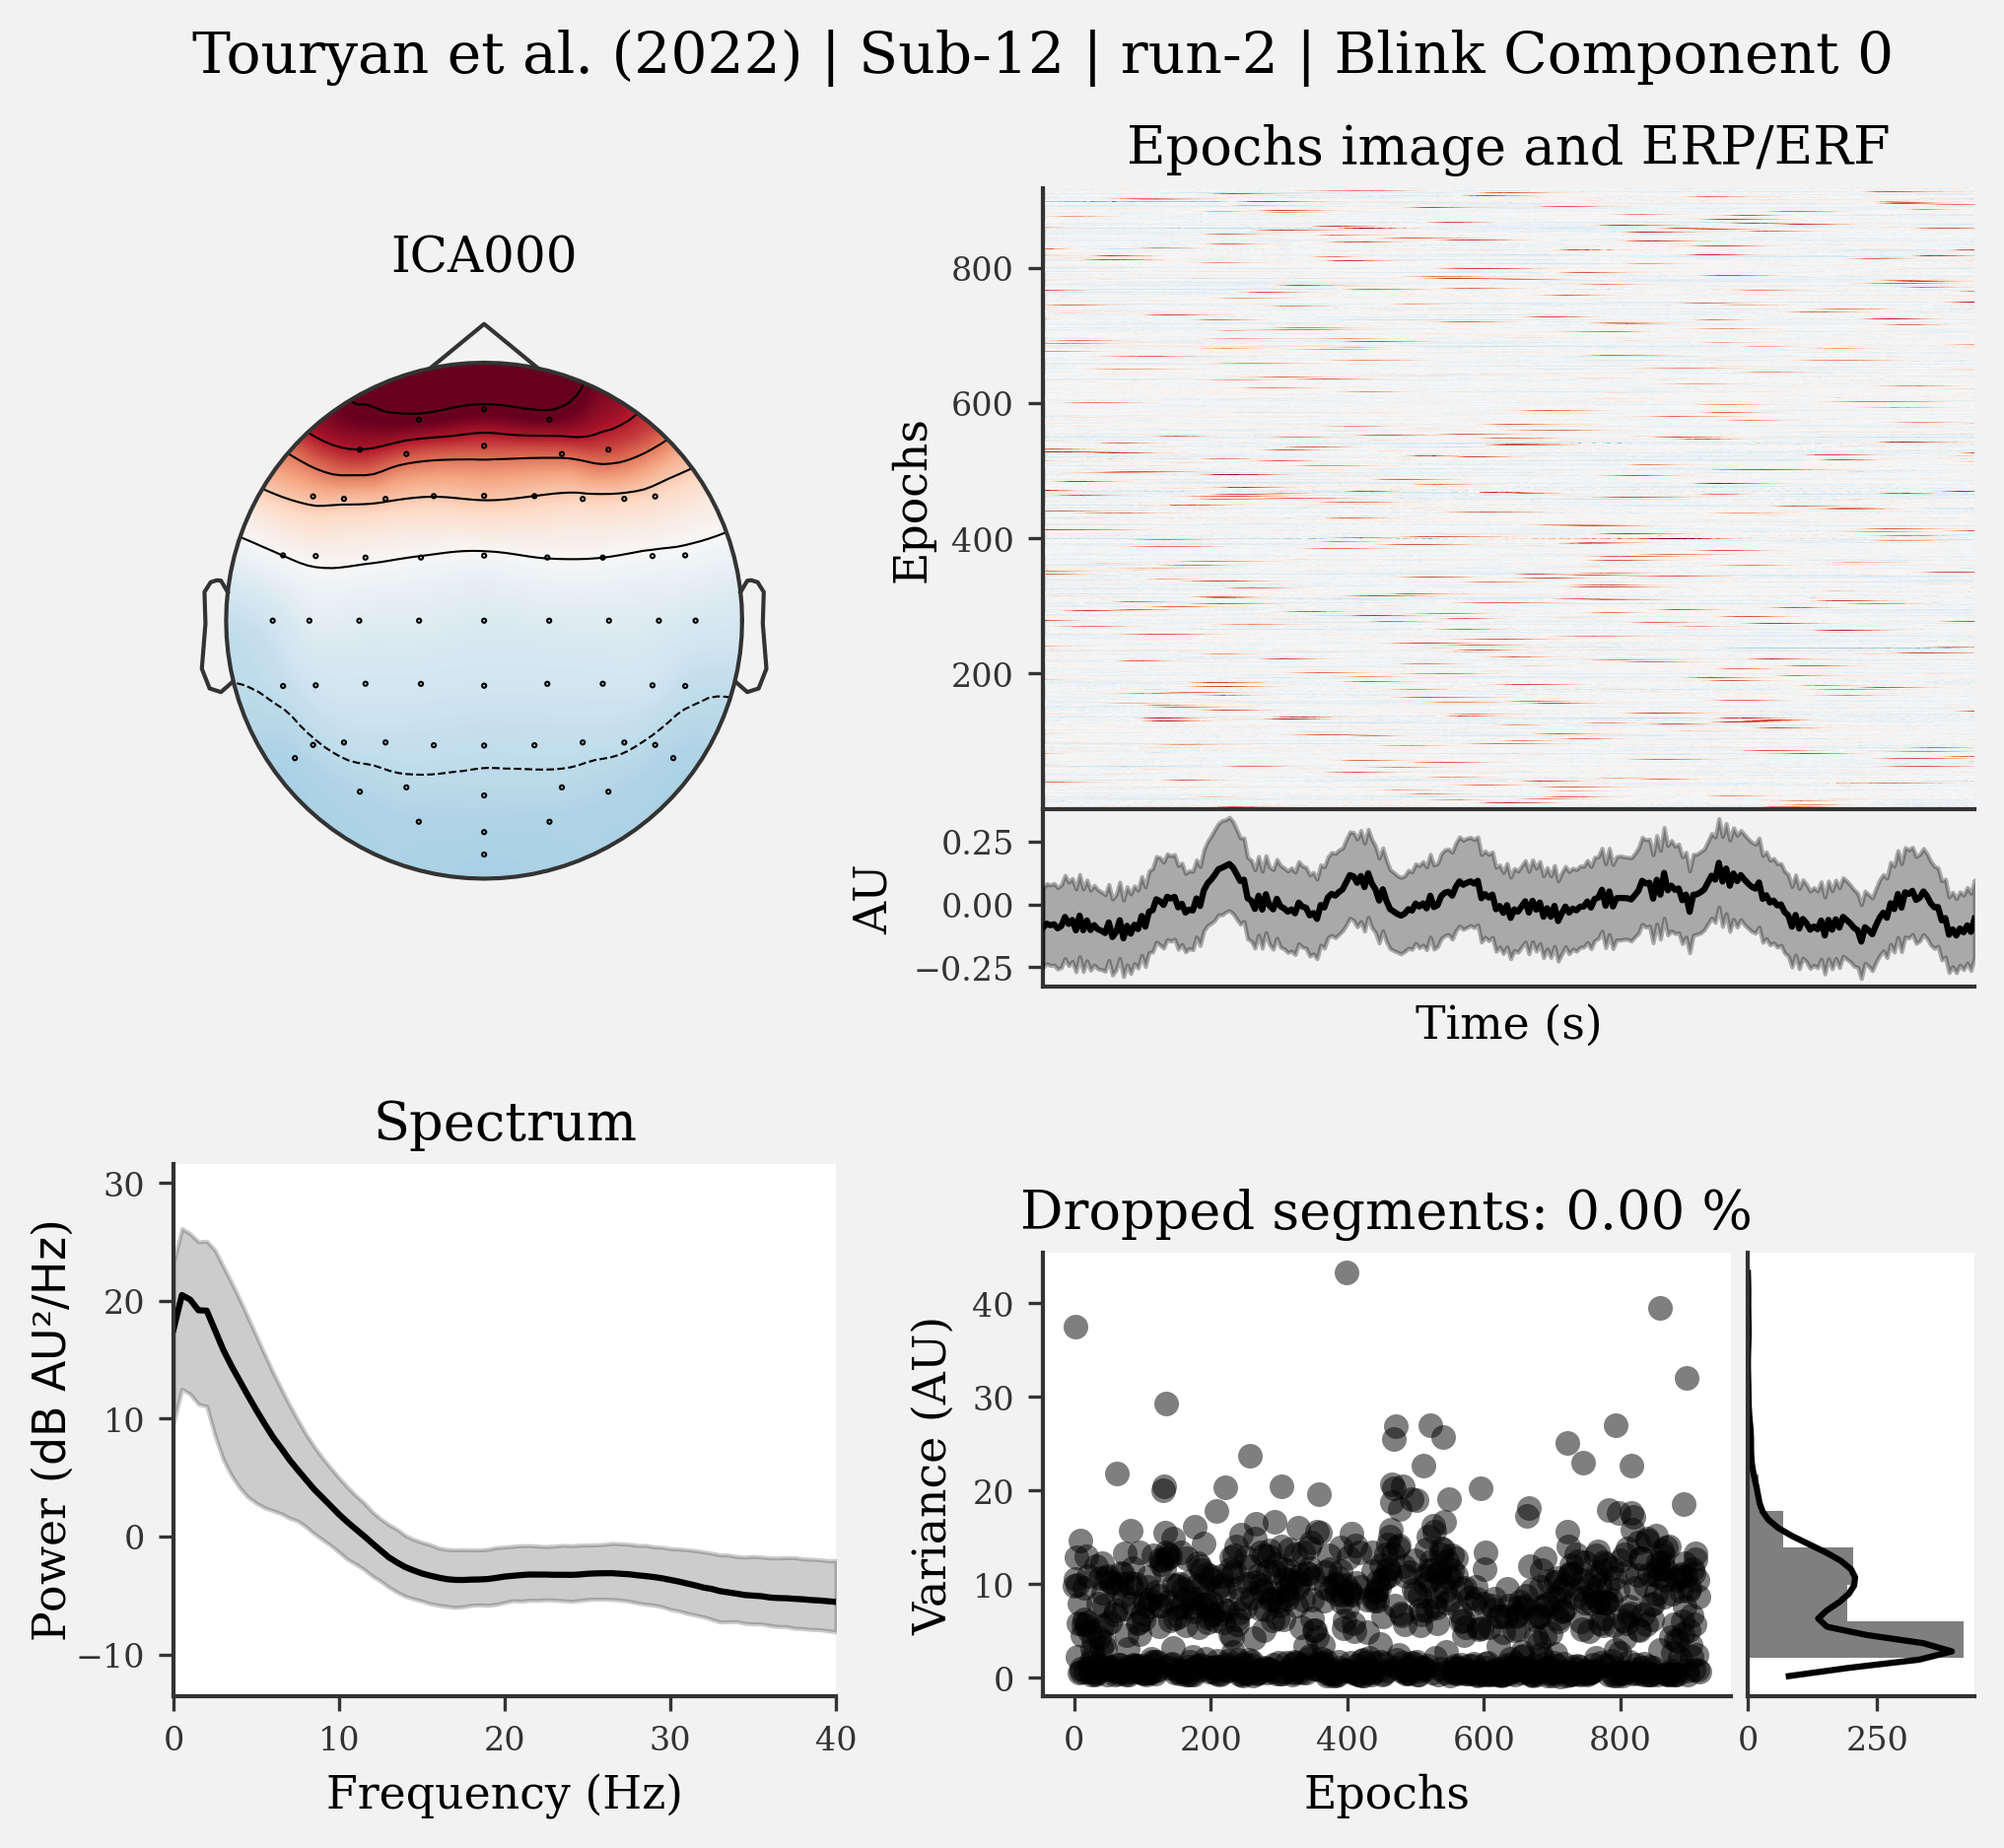 Touryan et al. (2022) | Sub-12 | run-2 | Blink Component 0
ICA000
Epochs image and ERP/ERF
Epochs
800
600
400
200
AU
0.25
0.00
−0.25
Time (s)
Spectrum
Power (dB AU²/Hz)
30
20
10
0
−10
0 10 20 30 40
Frequency (Hz)
Dropped segments: 0.00 %
Variance (AU)
40
30
20
10
0
0 200 400 600 800
0 250
Epochs